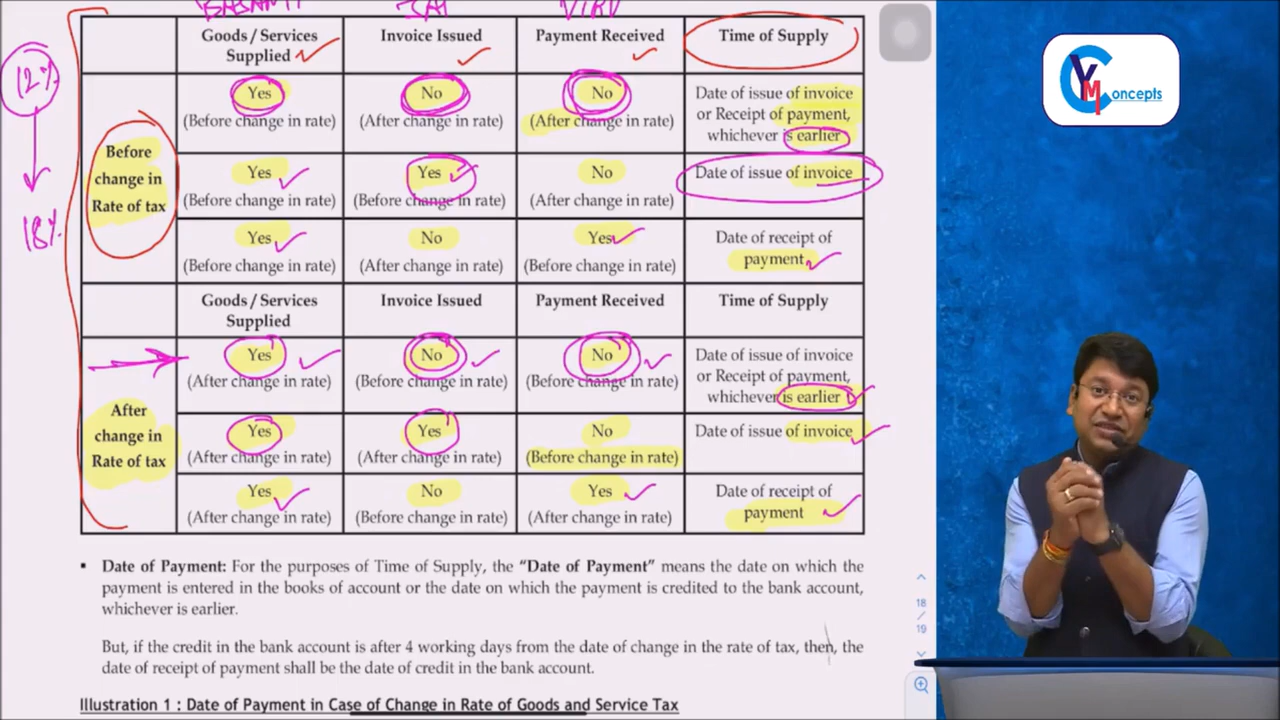 BASANTI
JAI
VIRU
Goods / Services
Supplied
Invoice Issued
Payment Received
Time of Supply
12%
18%
Before
change in
Rate of tax
Yes
(Before change in rate)
No
(After change in rate)
No
(After change in rate)
Date of issue of invoice
or Receipt of payment,
whichever is earlier
Yes
(Before change in rate)
Yes
(Before change in rate)
No
(After change in rate)
Date of issue of invoice
Yes
(Before change in rate)
No
(After change in rate)
Yes
(Before change in rate)
Date of receipt of
payment
Goods / Services
Supplied
Invoice Issued
Payment Received
Time of Supply
After
change in
Rate of tax
Yes
(After change in rate)
No
(Before change in rate)
No
(Before change in rate)
Date of issue of invoice
or Receipt of payment,
whichever is earlier
Yes
(After change in rate)
Yes
(After change in rate)
No
(Before change in rate)
Date of issue of invoice
Yes
(After change in rate)
No
(Before change in rate)
Yes
(After change in rate)
Date of receipt of
payment
▪ Date of Payment: For the purposes of Time of Supply, the “Date of Payment” means the date on which the
payment is entered in the books of account or the date on which the payment is credited to the bank account,
whichever is earlier.
But, if the credit in the bank account is after 4 working days from the date of change in the rate of tax, then, the
date of receipt of payment shall be the date of credit in the bank account.
Illustration 1 : Date of Payment in Case of Change in Rate of Goods and Service Tax
18
/
19
C
Y
M
oncepts